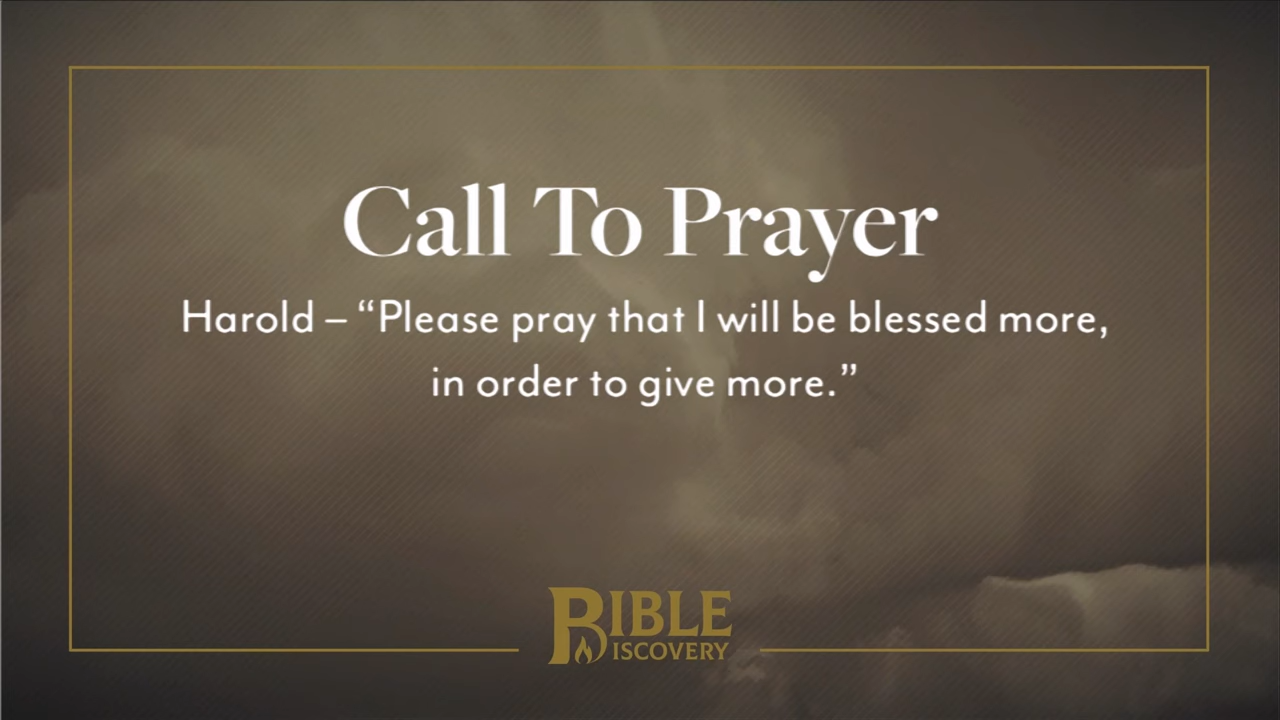 Call To Prayer
Harold – “Please pray that I will be blessed more,
in order to give more.”
BIBLE
DISCOVERY